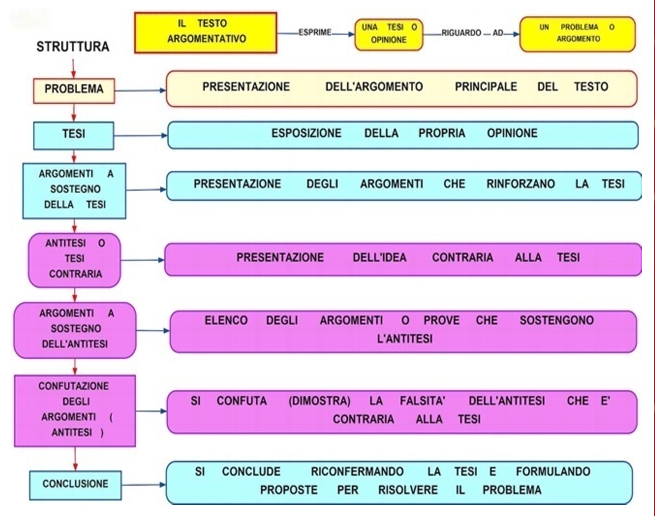 IL TESTO
ARGOMENTATIVO
ESPRIME
UNA TESI O
OPINIONE
RIGUARDO AD
UN PROBLEMA O
ARGOMENTO
STRUTTURA
PROBLEMA
PRESENTAZIONE DELL'ARGOMENTO PRINCIPALE DEL TESTO
TESI
ESPOSIZIONE DELLA PROPRIA OPINIONE
ARGOMENTI A
SOSTEGNO
DELLA TESI
PRESENTAZIONE DEGLI ARGOMENTI CHE RINFORZANO LA TESI
ANTITESI O
TESI
CONTRARIA
PRESENTAZIONE DELL'IDEA CONTRARIA ALLA TESI
ARGOMENTI A
SOSTEGNO
DELL'ANTITESI
ELENCO DEGLI ARGOMENTI O PROVE CHE SOSTENGONO
L'ANTITESI
CONFUTAZIONE
DEGLI
ARGOMENTI (
ANTITESI )
SI CONFUTA (DIMOSTRA) LA FALSITA' DELL'ANTITESI CHE E'
CONTRARIA ALLA TESI
CONCLUSIONE
SI CONCLUDE RICONFERMANDO LA TESI E FORMULANDO
PROPOSTE PER RISOLVERE IL PROBLEMA